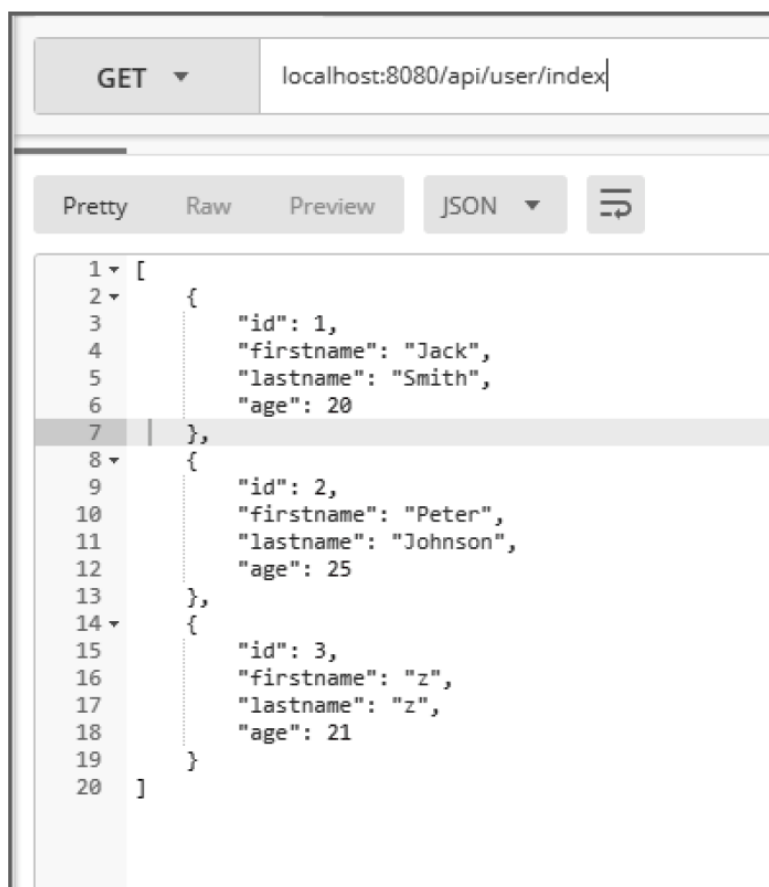 GET localhost:8080/api/user/index
Pretty Raw Preview JSON
1 [
2 {
3 "id": 1,
4 "firstname": "Jack",
5 "lastname": "Smith",
6 "age": 20
7 },
8 {
9 "id": 2,
10 "firstname": "Peter",
11 "lastname": "Johnson",
12 "age": 25
13 },
14 {
15 "id": 3,
16 "firstname": "z",
17 "lastname": "z",
18 "age": 21
19 }
20 ]